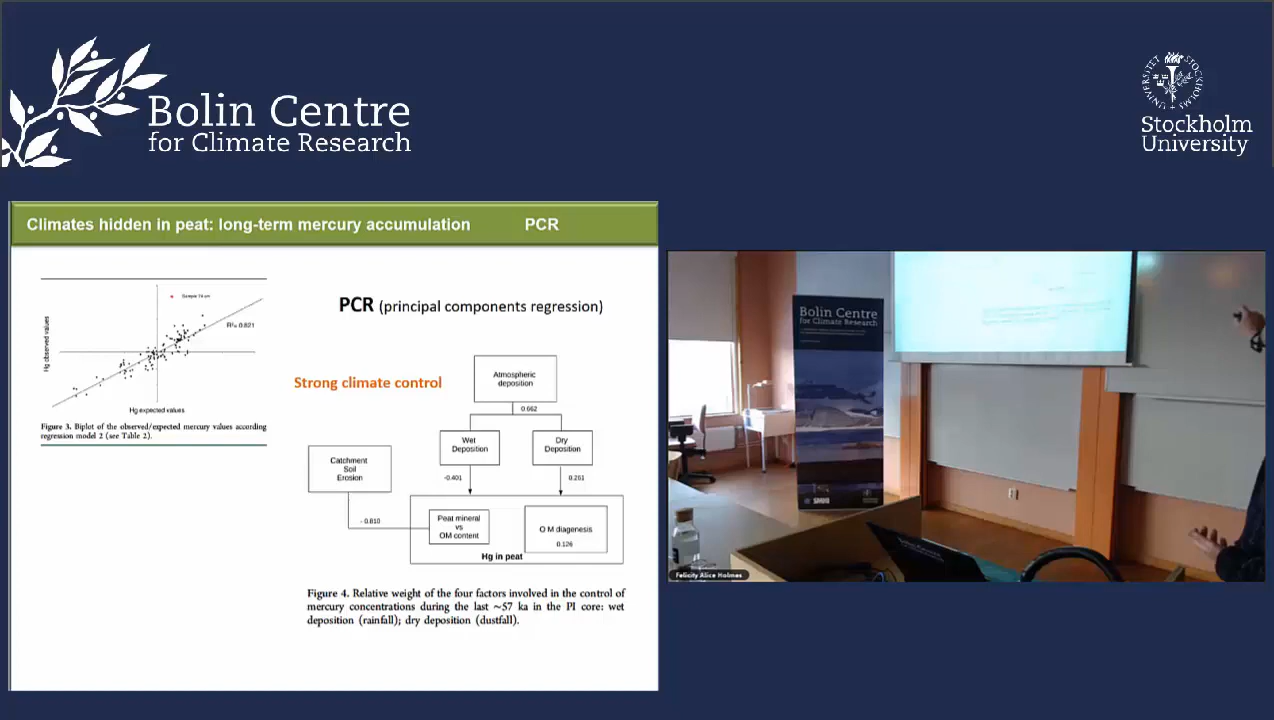 Bolin Centre
for Climate Research
STOCKHOLMS UNIVERSITET
Stockholm
University
Climates hidden in peat: long-term mercury accumulation PCR
Hg observed values
R²= 0.821
Hg expected values
Figure 3. Biplot of the observed/expected mercury values according
regression model 2 (see Table 2).
PCR (principal components regression)
Strong climate control
Atmospheric
deposition
0.662
Wet
Deposition
Dry
Deposition
-0.401
0.261
Catchment
Soil
Erosion
- 0.810
Peat mineral
vs
OM content
O M diagenesis
0.126
Hg in peat
Figure 4. Relative weight of the four factors involved in the control of
mercury concentrations during the last ~57 ka in the PI core: wet
deposition (rainfall); dry deposition (dustfall).
Bolin Centre
for Climate Research
Felicity Alice Holmes